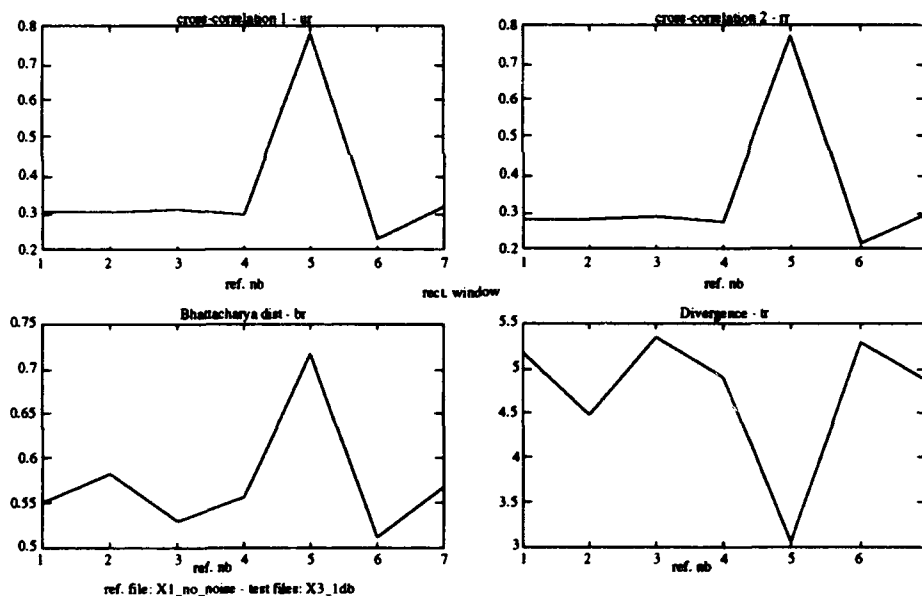 cross-correlation 1 - ur
0.8
0.7
0.6
0.5
0.4
0.3
0.2
1 2 3 4 5 6 7
ref. nb
cross-correlation 2 - rr
0.8
0.7
0.6
0.5
0.4
0.3
0.2
1 2 3 4 5 6
ref. nb
rect. window
Bhattacharya dist - br
0.75
0.7
0.65
0.6
0.55
0.5
1 2 3 4 5 6 7
ref. nb
Divergence - tr
5.5
5
4.5
4
3.5
3
1 2 3 4 5 6
ref. nb
ref. file: X1_no_noise - test files: X3_1db